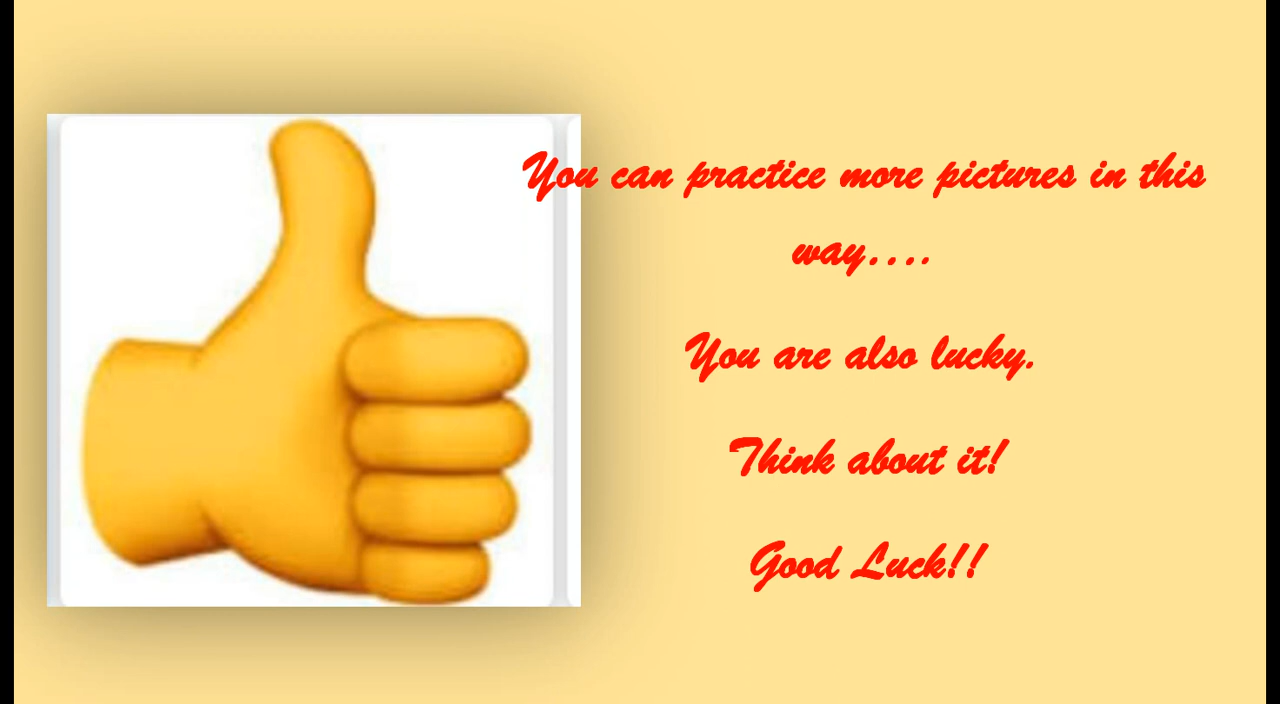 You can practice more pictures in this
way....
You are also lucky.
Think about it!
Good Luck!!